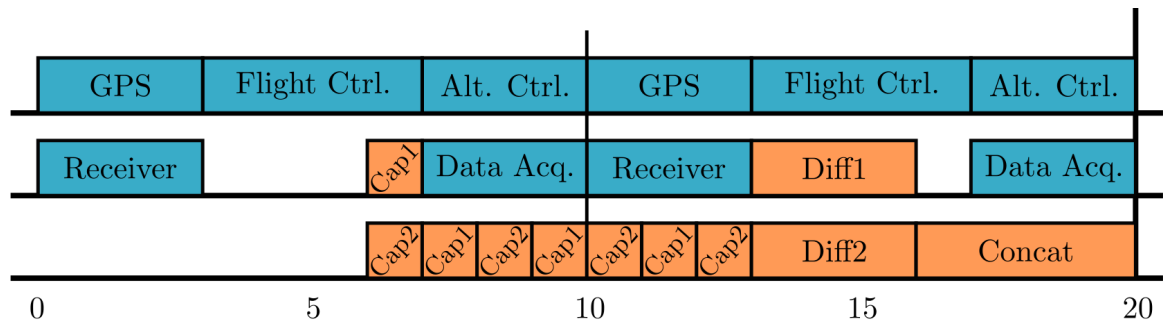 GPS Flight Ctrl. Alt. Ctrl. GPS Flight Ctrl. Alt. Ctrl.
Receiver Cap1 Data Acq. Receiver Diff1 Data Acq.
Cap2 Cap1 Cap2 Cap1 Cap2 Cap1 Cap2 Diff2 Concat
0 5 10 15 20